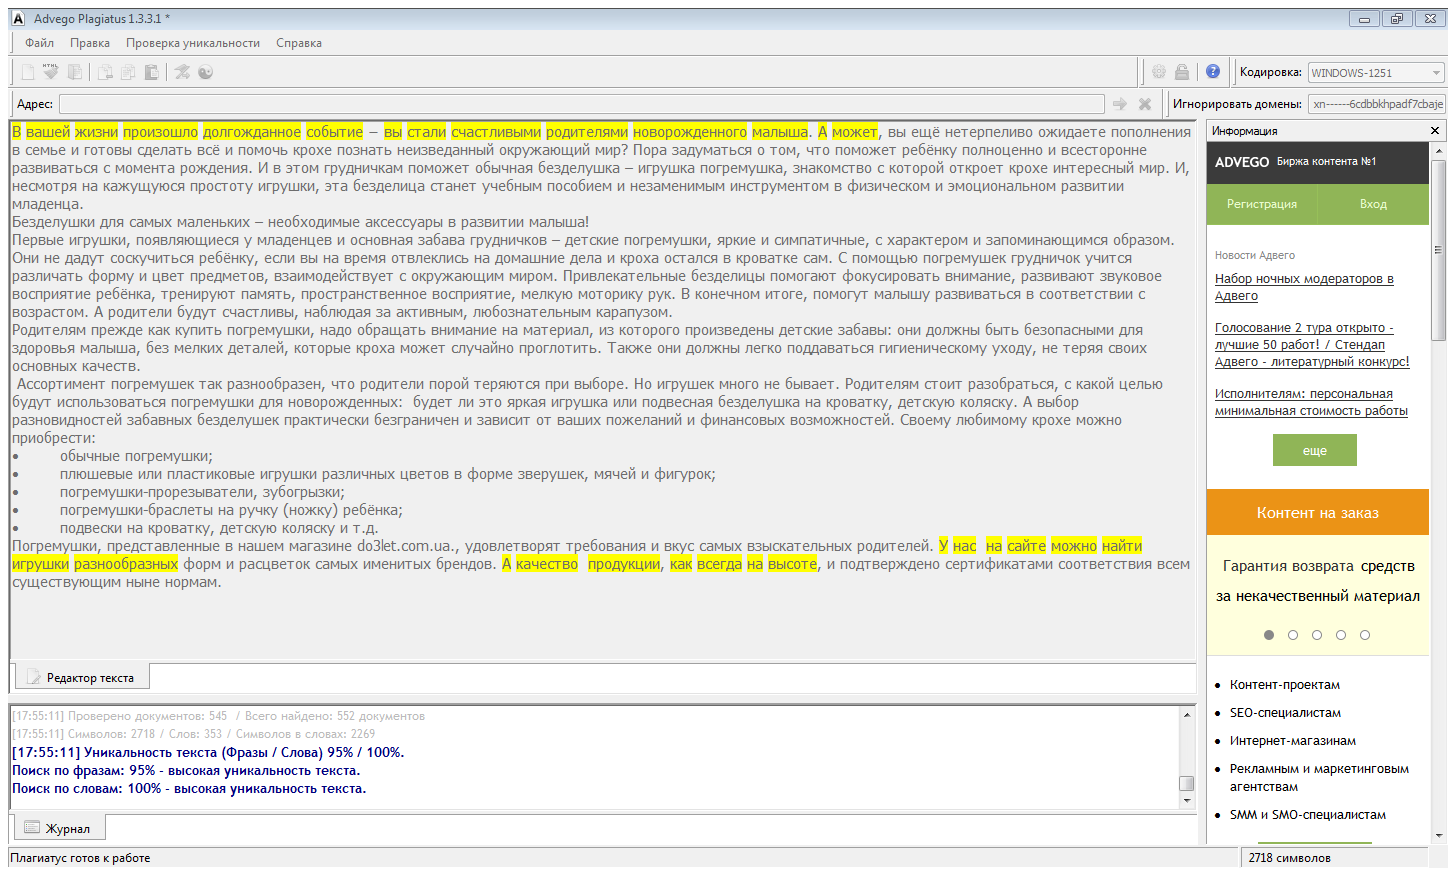 Advego Plagiatus 1.3.3.1 *
Файл Правка Проверка уникальности Справка
HTML
Кодировка: WINDOWS-1251
Адрес:
Игнорировать домены: xn------6cdbbkhpadf7cbaje
В вашей жизни произошло долгожданное событие – вы стали счастливыми родителями новорожденного малыша. А может, вы ещё нетерпеливо ожидаете пополнения
в семье и готовы сделать всё и помочь крохе познать неизведанный окружающий мир? Пора задуматься о том, что поможет ребёнку полноценно и всесторонне
развиваться с момента рождения. И в этом грудничкам поможет обычная безделушка – игрушка погремушка, знакомство с которой откроет крохе интересный мир. И,
несмотря на кажущуюся простоту игрушки, эта безделица станет учебным пособием и незаменимым инструментом в физическом и эмоциональном развитии
младенца.
Безделушки для самых маленьких – необходимые аксессуары в развитии малыша!
Первые игрушки, появляющиеся у младенцев и основная забава грудничков – детские погремушки, яркие и симпатичные, с характером и запоминающимся образом.
Они не дадут соскучиться ребёнку, если вы на время отвлеклись на домашние дела и кроха остался в кроватке сам. С помощью погремушек грудничок учится
различать форму и цвет предметов, взаимодействует с окружающим миром. Привлекательные безделицы помогают фокусировать внимание, развивают звуковое
восприятие ребёнка, тренируют память, пространственное восприятие, мелкую моторику рук. В конечном итоге, помогут малышу развиваться в соответствии с
возрастом. А родители будут счастливы, наблюдая за активным, любознательным карапузом.
Родителям прежде как купить погремушки, надо обращать внимание на материал, из которого произведены детские забавы: они должны быть безопасными для
здоровья малыша, без мелких деталей, которые кроха может случайно проглотить. Также они должны легко поддаваться гигиеническому уходу, не теряя своих
основных качеств.
Ассортимент погремушек так разнообразен, что родители порой теряются при выборе. Но игрушек много не бывает. Родителям стоит разобраться, с какой целью
будут использоваться погремушки для новорожденных: будет ли это яркая игрушка или подвесная безделушка на кроватку, детскую коляску. А выбор
разновидностей забавных безделушек практически безграничен и зависит от ваших пожеланий и финансовых возможностей. Своему любимому крохе можно
приобрести:
• обычные погремушки;
• плюшевые или пластиковые игрушки различных цветов в форме зверушек, мячей и фигурок;
• погремушки-прорезыватели, зубогрызки;
• погремушки-браслеты на ручку (ножку) ребёнка;
• подвески на кроватку, детскую коляску и т.д.
Погремушки, представленные в нашем магазине do3let.com.ua., удовлетворят требования и вкус самых взыскательных родителей. У нас на сайте можно найти
игрушки разнообразных форм и расцветок самых именитых брендов. А качество продукции, как всегда на высоте, и подтверждено сертификатами соответствия всем
существующим ныне нормам.
Редактор текста
[17:55:11] Проверено документов: 545 / Всего найдено: 552 документов
[17:55:11] Символов: 2718 / Слов: 353 / Символов в словах: 2269
[17:55:11] Уникальность текста (Фразы / Слова) 95% / 100%.
Поиск по фразам: 95% - высокая уникальность текста.
Поиск по словам: 100% - высокая уникальность текста.
Журнал
Плагиатус готов к работе
Информация
ADVEGO Биржа контента №1
Регистрация Вход
Новости Адвего
Набор ночных модераторов в
Адвего
Голосование 2 тура открыто -
лучшие 50 работ! / Стендап
Адвего - литературный конкурс!
Исполнителям: персональная
минимальная стоимость работы
еще
Контент на заказ
Гарантия возврата средств
за некачественный материал
• Контент-проектам
• SEO-специалистам
• Интернет-магазинам
• Рекламным и маркетинговым
агентствам
• SMM и SMO-специалистам
2718 символов